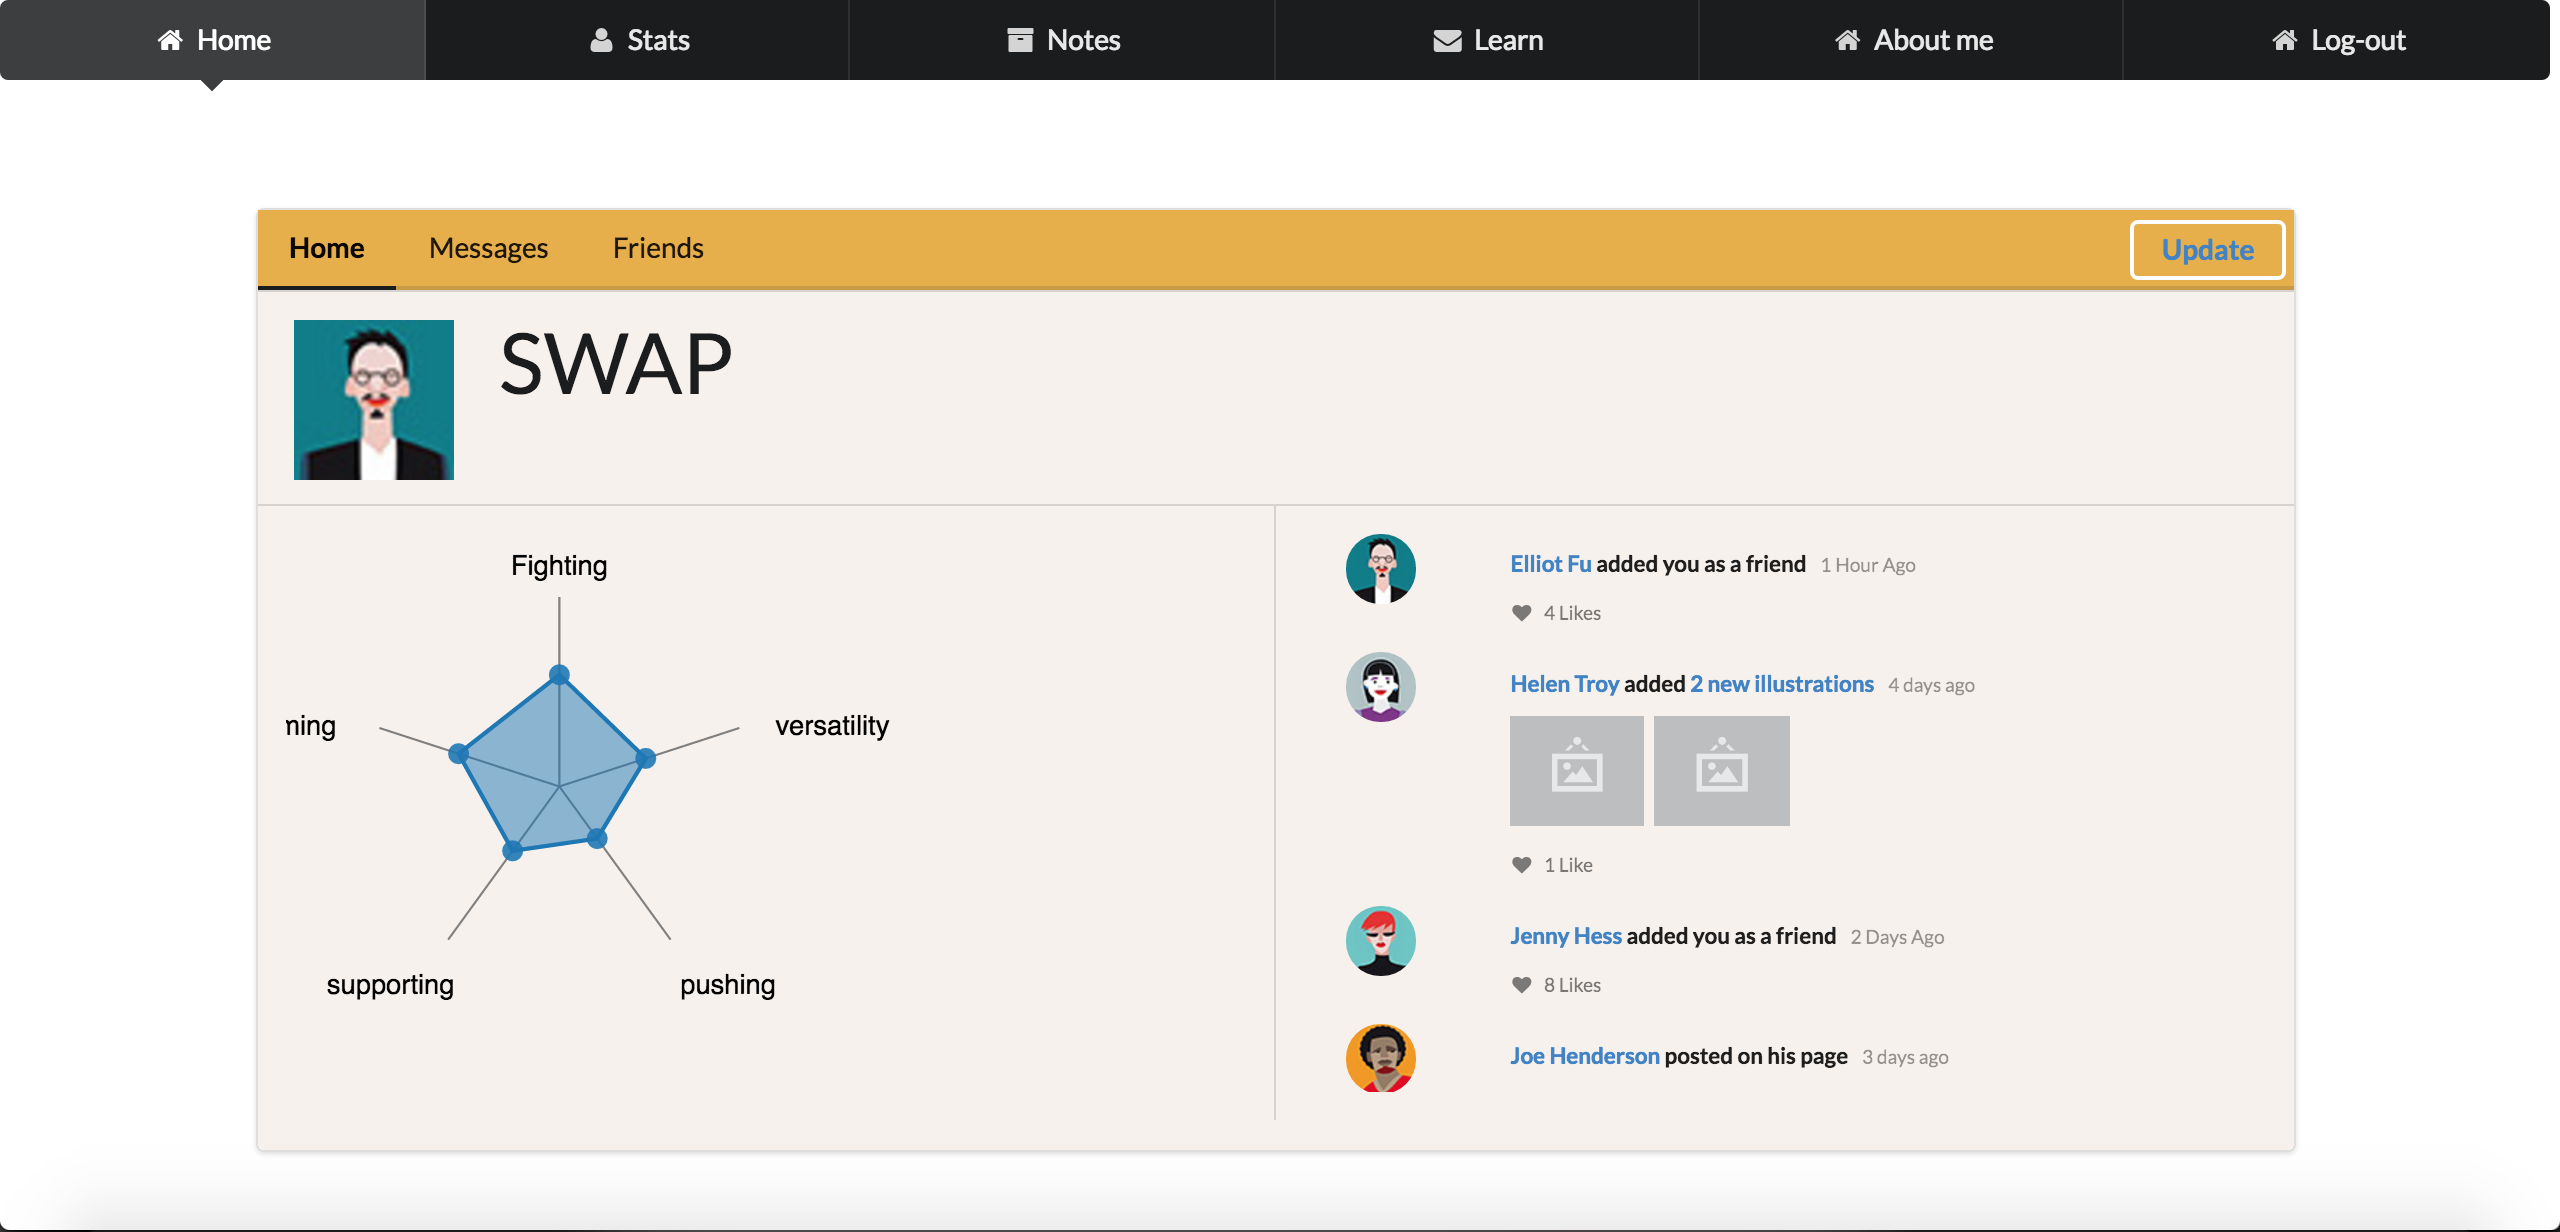 Home
Stats
Notes
Learn
About me
Log-out
Home
Messages
Friends
Update
SWAP
Fighting
versatility
pushing
supporting
ming
Elliot Fu added you as a friend 1 Hour Ago
4 Likes
Helen Troy added 2 new illustrations 4 days ago
1 Like
Jenny Hess added you as a friend 2 Days Ago
8 Likes
Joe Henderson posted on his page 3 days ago